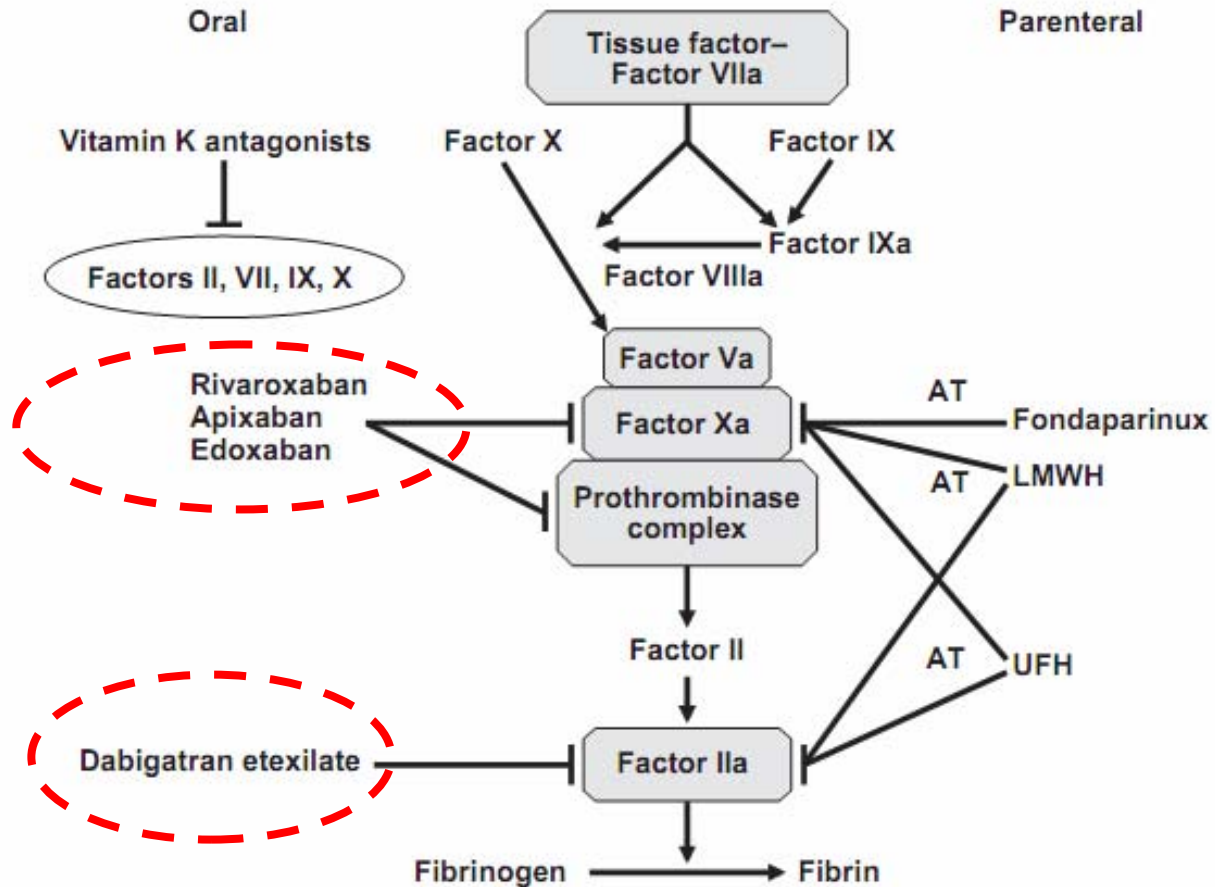 Oral
Parenteral
Tissue factor–
Factor VIIa
Vitamin K antagonists
Factor X
Factor IX
Factor IXa
Factor VIIIa
Factors II, VII, IX, X
Factor Va
Rivaroxaban
Apixaban
Edoxaban
Factor Xa
AT
Fondaparinux
AT
LMWH
Prothrombinase
complex
Factor II
AT
UFH
Dabigatran etexilate
Factor IIa
Fibrinogen
Fibrin